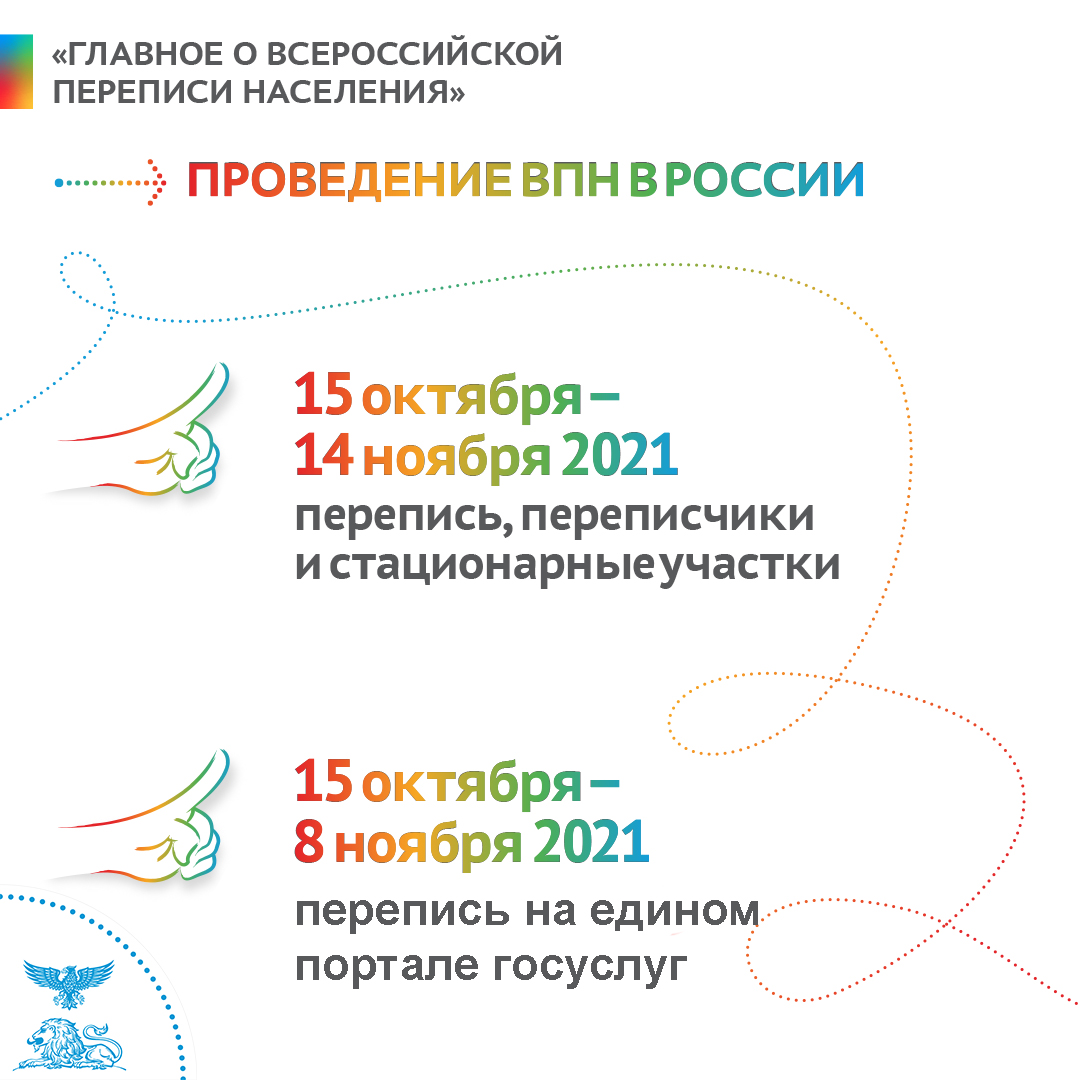 «ГЛАВНОЕ О ВСЕРОССИЙСКОЙ
ПЕРЕПИСИ НАСЕЛЕНИЯ»
ПРОВЕДЕНИЕ ВПН В РОССИИ
15 октября –
14 ноября 2021
перепись, переписчики
и стационарные участки
15 октября –
8 ноября 2021
перепись на едином
портале госуслуг